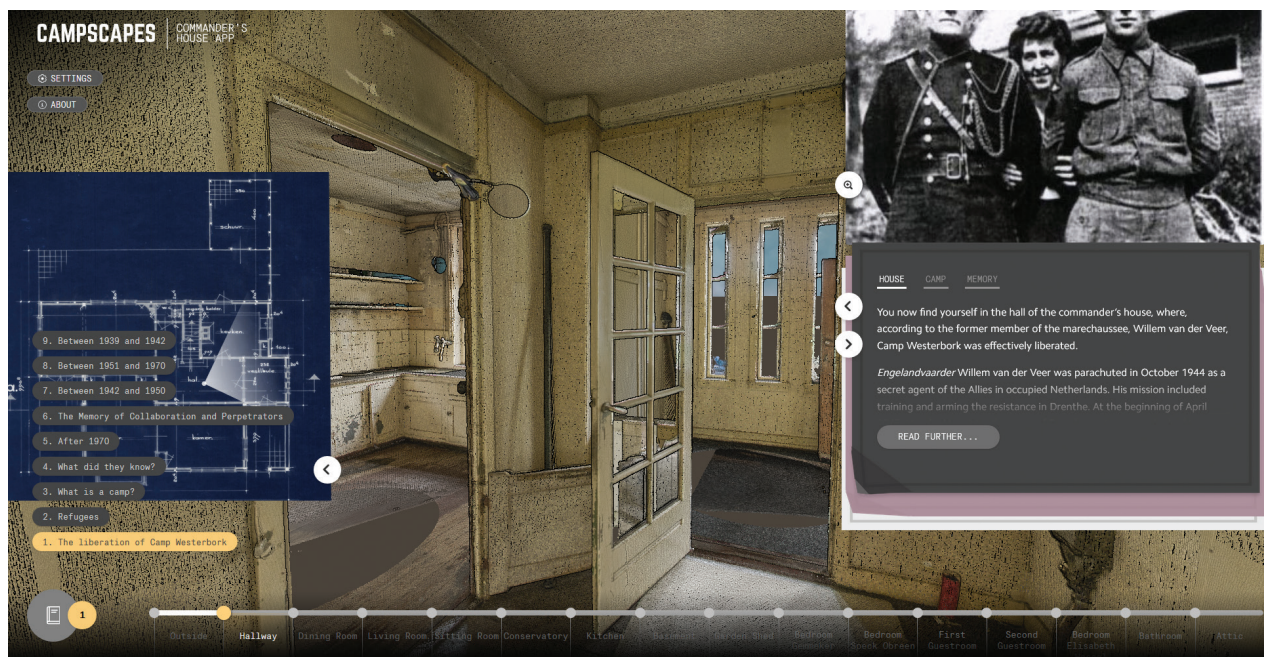 CAMPSCAPES
COMMANDER'S
HOUSE APP
SETTINGS
ABOUT
schuur.
keuken.
hal.
vestibule.
kamer.
9. Between 1939 and 1942
8. Between 1951 and 1970
7. Between 1942 and 1950
6. The Memory of Collaboration and Perpetrators
5. After 1970
4. What did they know?
3. What is a camp?
2. Refugees
1. The liberation of Camp Westerbork
HOUSE CAMP MEMORY
You now find yourself in the hall of the commander's house, where,
according to the former member of the marechaussee, Willem van der Veer,
Camp Westerbork was effectively liberated.
Engelandvaarder Willem van der Veer was parachuted in October 1944 as a
secret agent of the Allies in occupied Netherlands. His mission included
training and arming the resistance in Drenthe. At the beginning of April
READ FURTHER...
1
Outside
Hallway
Dining Room
Living Room
Sitting Room
Conservatory
Kitchen
Bathroom
Garden Shed
Bedroom
Gemmeker
Bedroom
Speck Obreen
First
Guestroom
Second
Guestroom
Bedroom
Elisabeth
Bathroom
Attic